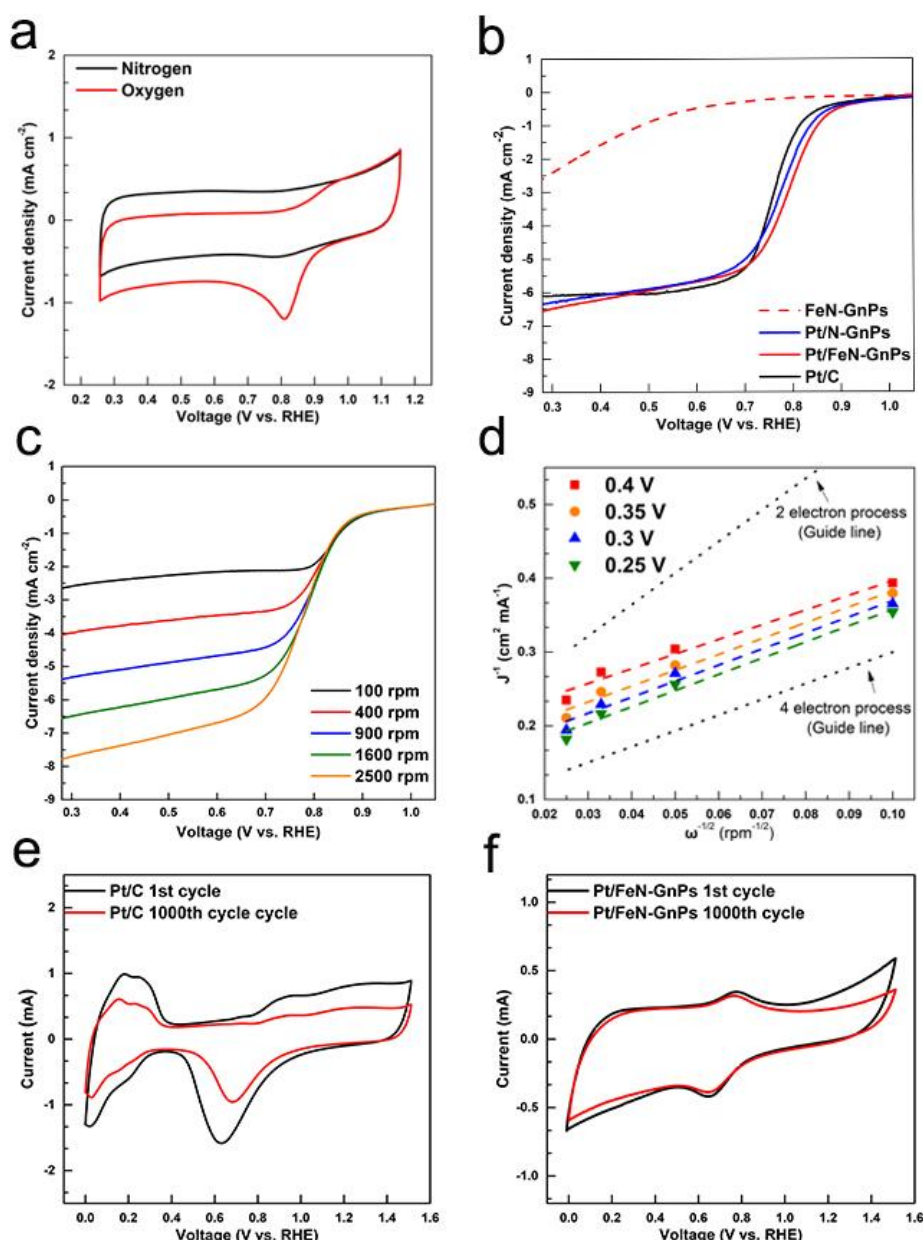 a
Nitrogen
Oxygen
2
1
0
-1
-2
Current density (mA cm-2)
0.2 0.3 0.4 0.5 0.6 0.7 0.8 0.9 1.0 1.1 1.2
Voltage (V vs. RHE)
b
1
0
-1
-2
-3
-4
-5
-6
-7
-8
-9
Current density (mA cm-2)
FeN-GnPs
Pt/N-GnPs
Pt/FeN-GnPs
Pt/C
0.3 0.4 0.5 0.6 0.7 0.8 0.9 1.0
Voltage (V vs. RHE)
c
1
0
-1
-2
-3
-4
-5
-6
-7
-8
-9
Current density (mA cm-2)
100 rpm
400 rpm
900 rpm
1600 rpm
2500 rpm
0.3 0.4 0.5 0.6 0.7 0.8 0.9 1.0
Voltage (V vs. RHE)
d
0.4 V
0.35 V
0.3 V
0.25 V
2 electron process
(Guide line)
4 electron process
(Guide line)
0.5
0.4
0.3
0.2
0.1
J-1 (cm2 mA-1)
0.02 0.03 0.04 0.05 0.06 0.07 0.08 0.09 0.10
ω-1/2 (rpm-1/2)
e
Pt/C 1st cycle
Pt/C 1000th cycle cycle
2
1
0
-1
-2
Current (mA)
0.0 0.2 0.4 0.6 0.8 1.0 1.2 1.4 1.6
Voltage (V vs. RHE)
f
Pt/FeN-GnPs 1st cycle
Pt/FeN-GnPs 1000th cycle
1.0
0.5
0.0
-0.5
-1.0
Current (mA)
0.0 0.2 0.4 0.6 0.8 1.0 1.2 1.4 1.6
Voltage (V vs. RHE)